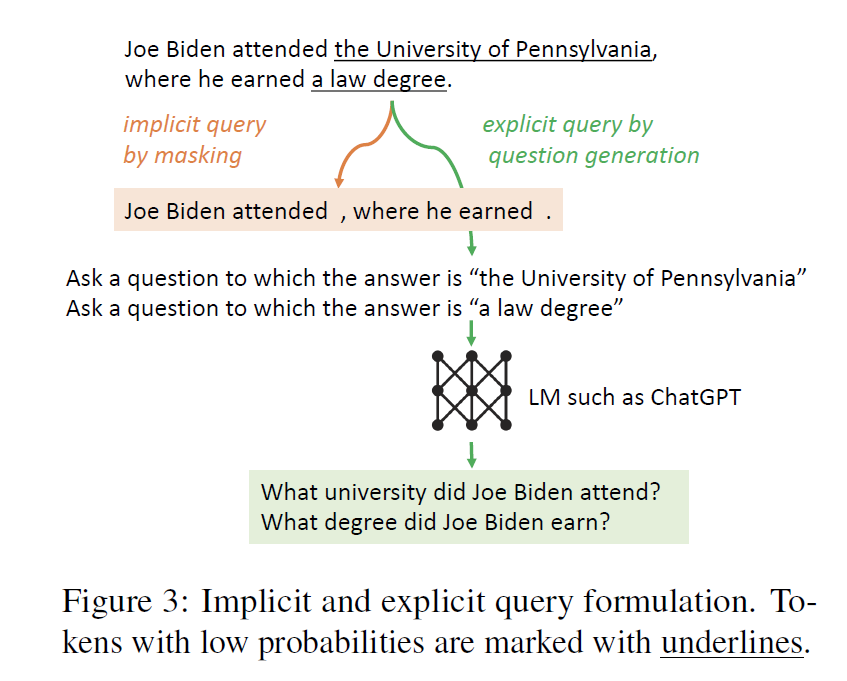 Joe Biden attended the University of Pennsylvania,
where he earned a law degree.
implicit query
by masking
explicit query by
question generation
Joe Biden attended , where he earned .
Ask a question to which the answer is “the University of Pennsylvania”
Ask a question to which the answer is “a law degree”
LM such as ChatGPT
What university did Joe Biden attend?
What degree did Joe Biden earn?
Figure 3: Implicit and explicit query formulation. To-
kens with low probabilities are marked with underlines.